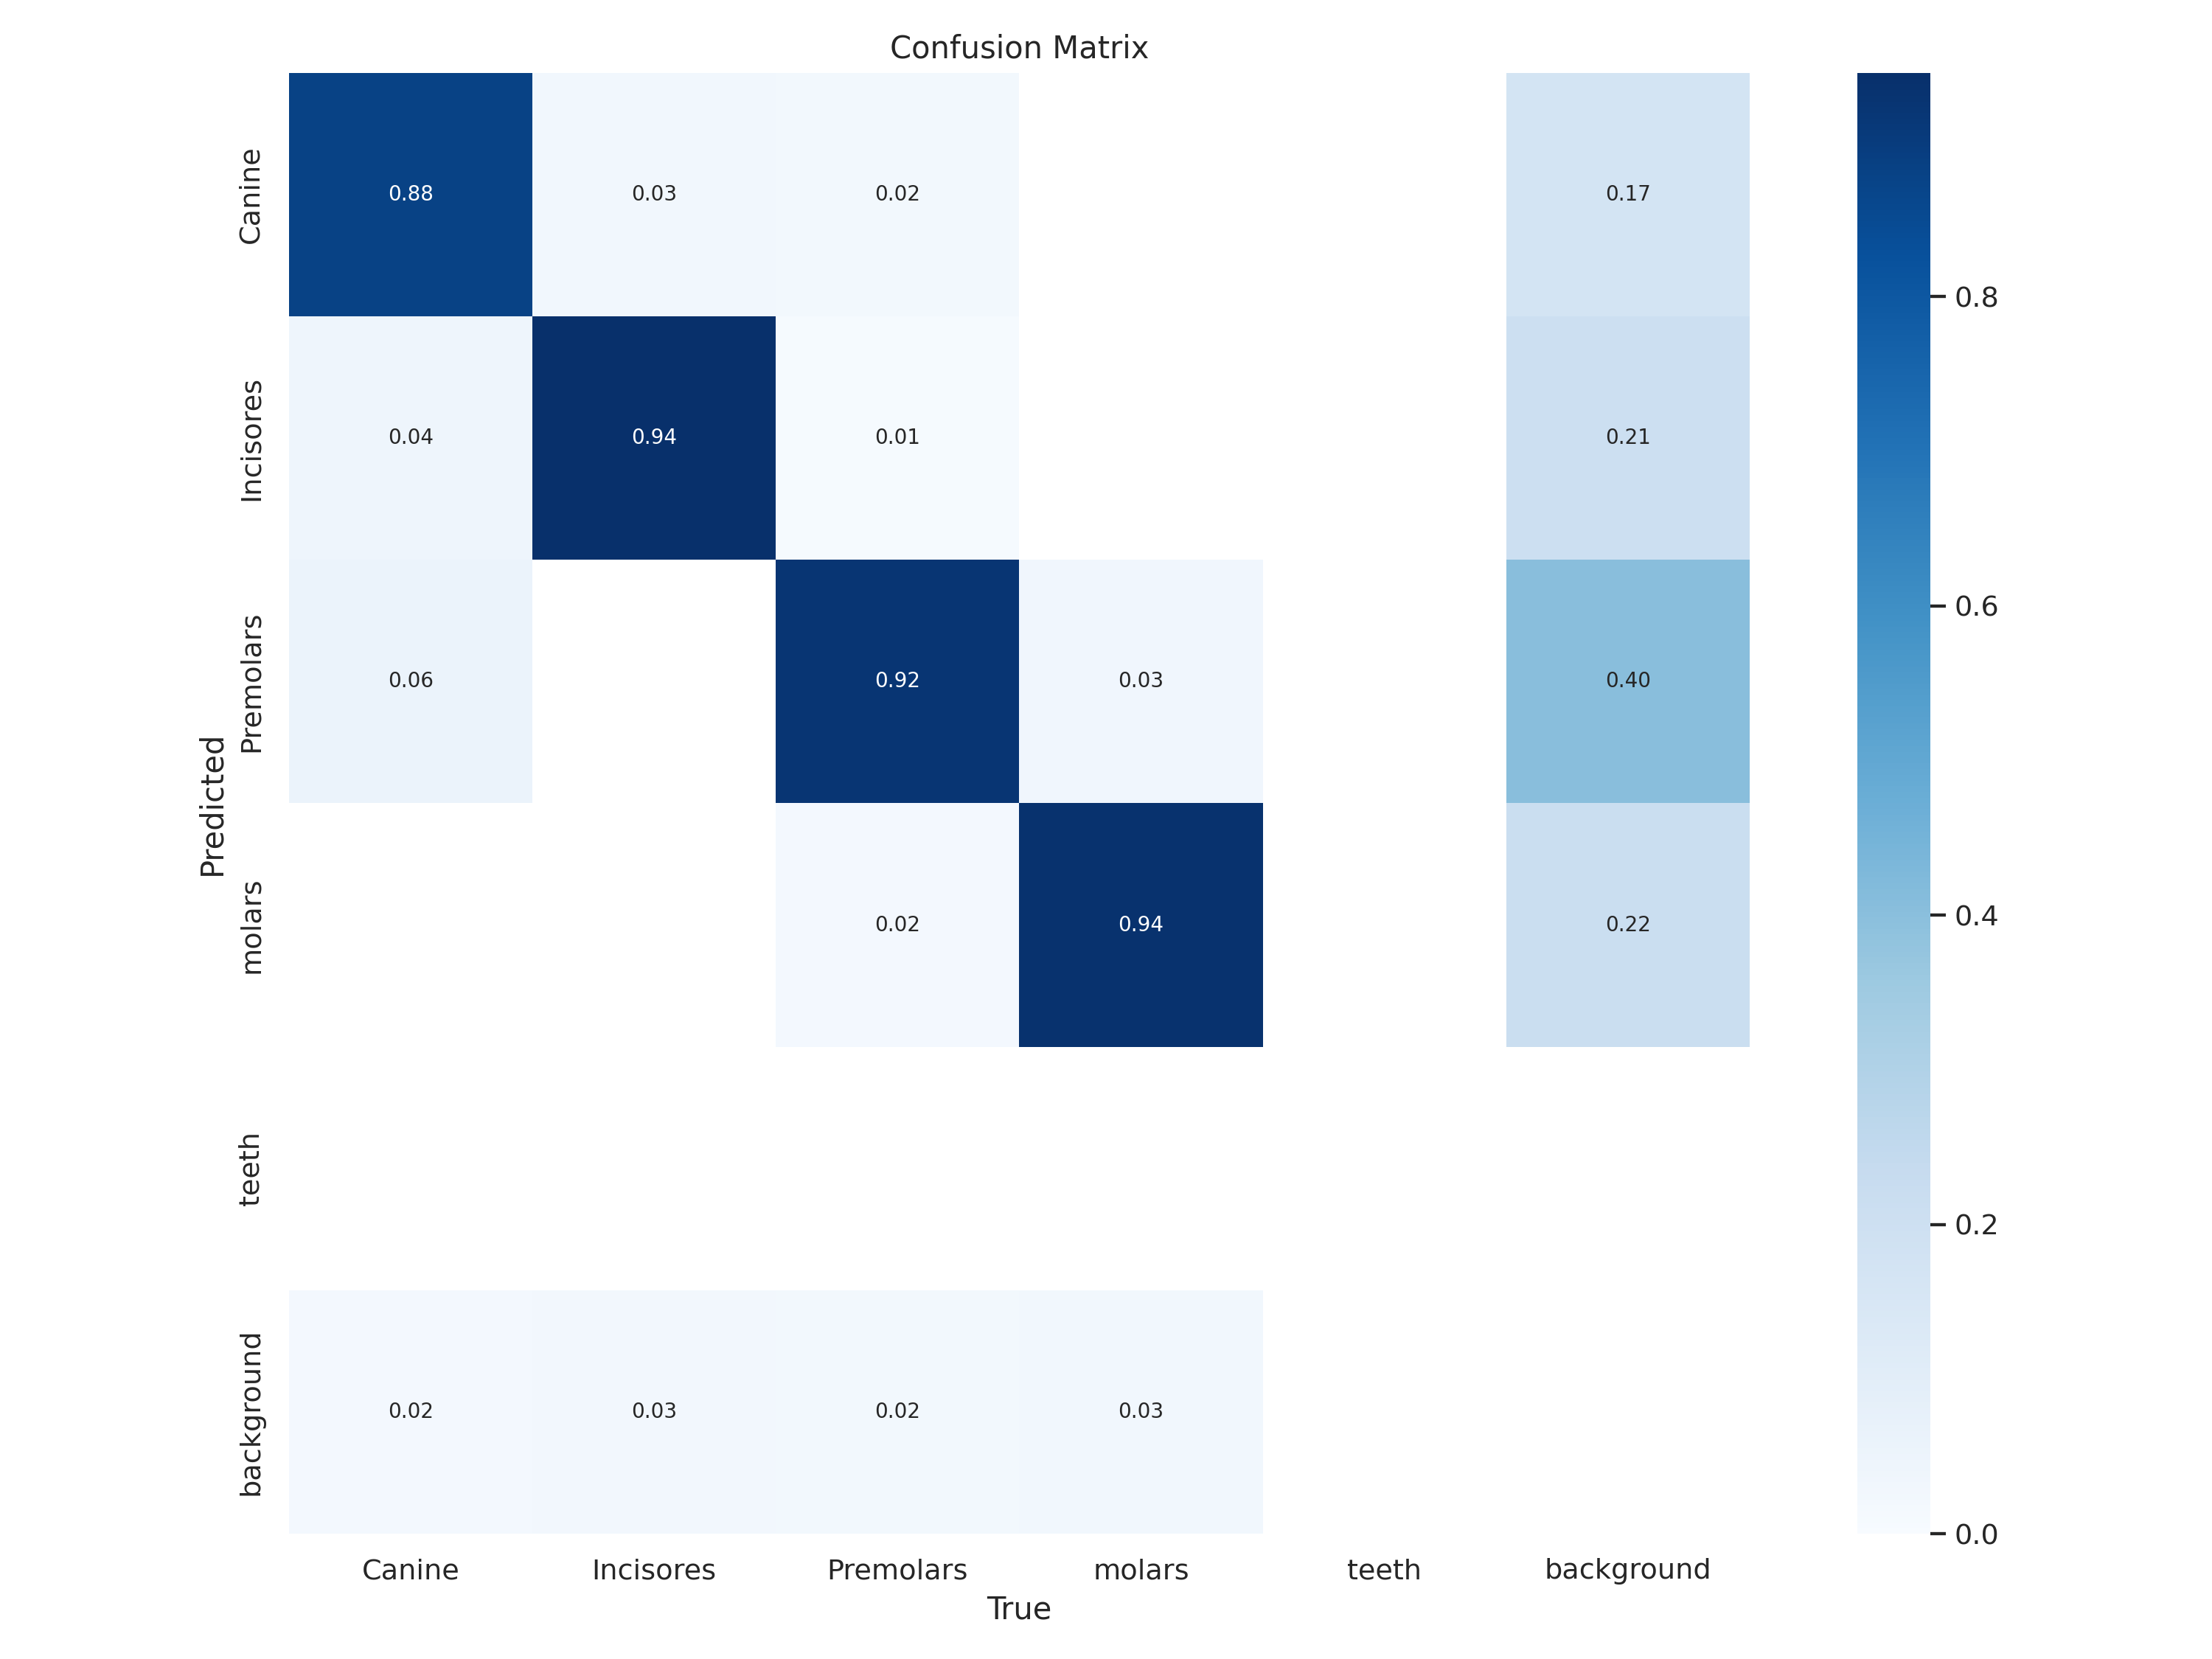 Confusion Matrix
Canine
0.88 0.03 0.02 0.17
Incisores
0.04 0.94 0.01 0.21
Premolars
0.06 0.92 0.03 0.40
molars
0.02 0.94 0.22
teeth
background
0.02 0.03 0.02 0.03
Predicted
Canine Incisores Premolars molars teeth background
True
0.8
0.6
0.4
0.2
0.0